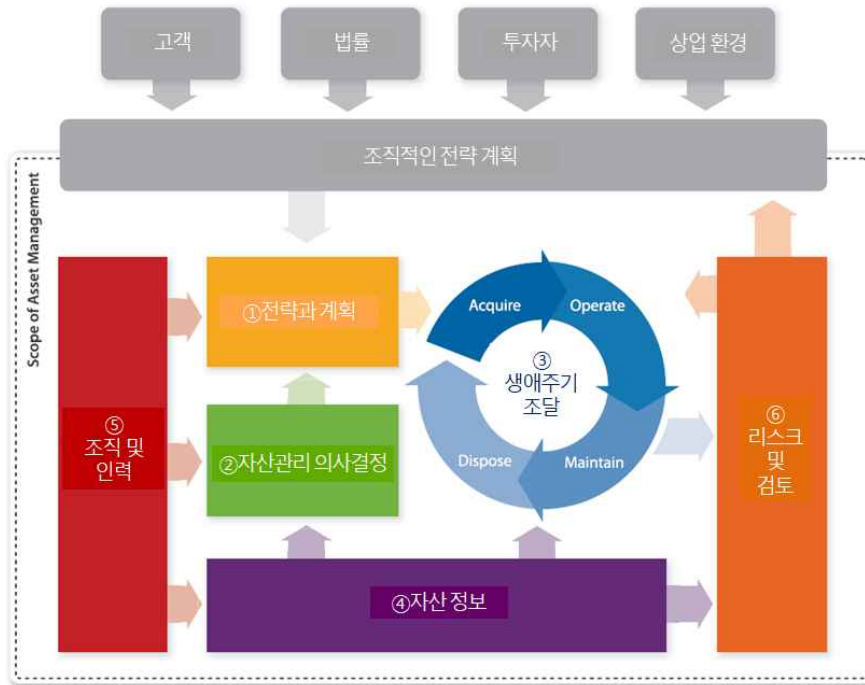 고객
법률
투자자
상업 환경
조직적인 전략 계획
Scope of Asset Management
①전략과 계획
Acquire
Operate
③
생애주기
조달
⑤
조직 및
인력
②자산관리 의사결정
Dispose
Maintain
⑥
리스크
및
검토
④자산 정보